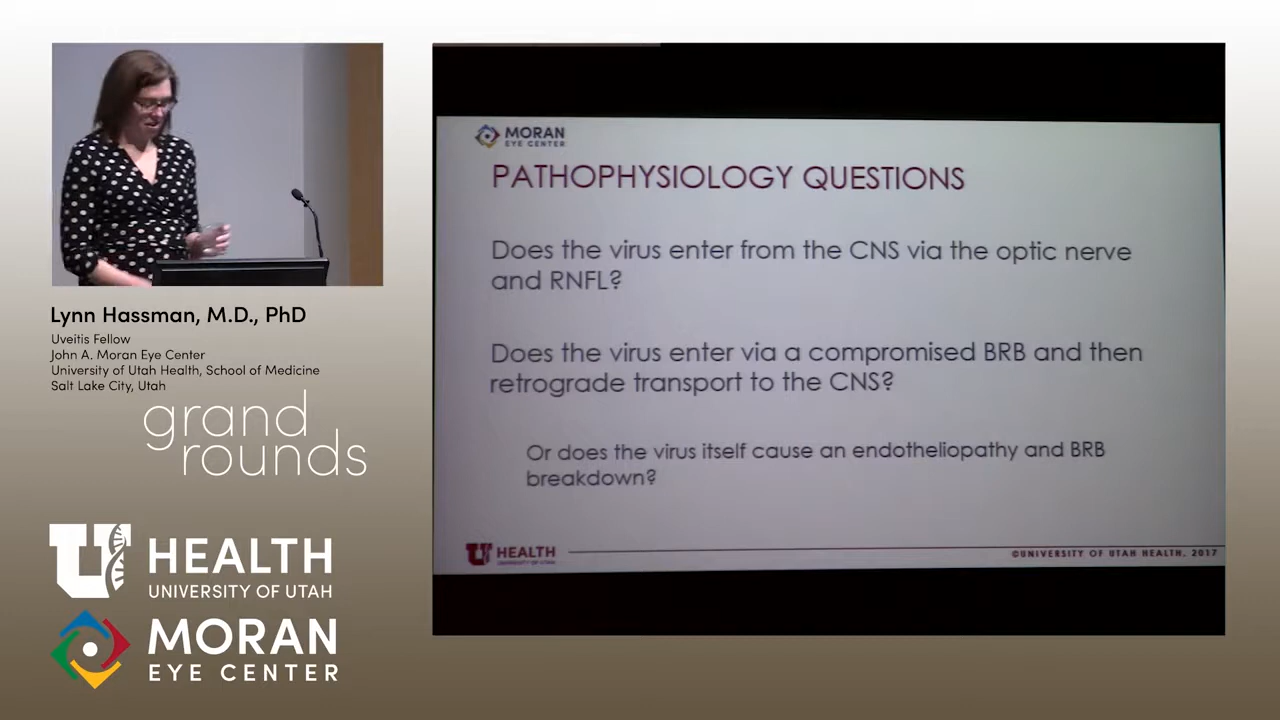 Lynn Hassman, M.D., PhD
Uveitis Fellow
John A. Moran Eye Center
University of Utah Health, School of Medicine
Salt Lake City, Utah
grand
rounds
U HEALTH
UNIVERSITY OF UTAH
MORAN
EYE CENTER
MORAN
EYE CENTER
PATHOPHYSIOLOGY QUESTIONS
Does the virus enter from the CNS via the optic nerve
and RNFL?
Does the virus enter via a compromised BRB and then
retrograde transport to the CNS?
Or does the virus itself cause an endotheliopathy and BRB
breakdown?
U HEALTH
UNIVERSITY OF UTAH
©UNIVERSITY OF UTAH HEALTH, 2017